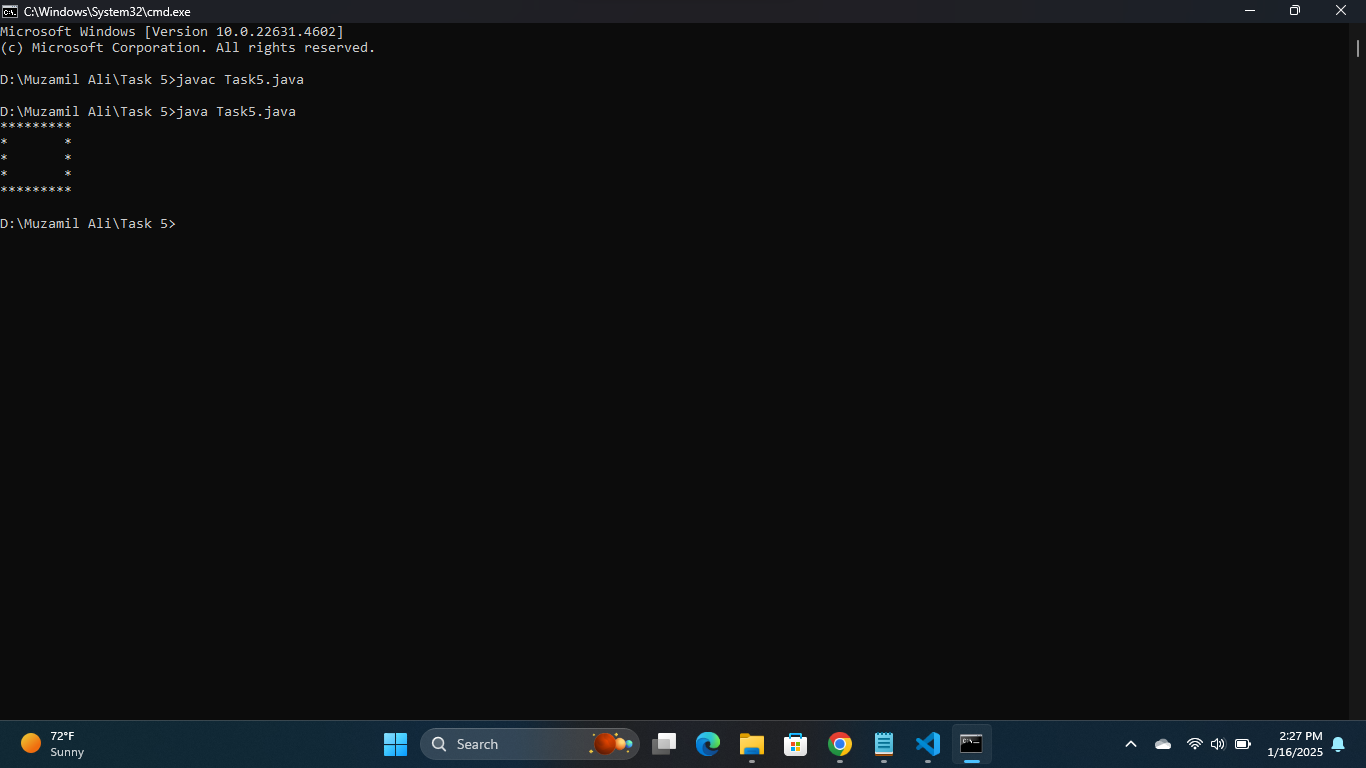 C:\Windows\System32\cmd.exe
Microsoft Windows [Version 10.0.22631.4602]
(c) Microsoft Corporation. All rights reserved.
D:\Muzamil Ali\Task 5>javac Task5.java
D:\Muzamil Ali\Task 5>java Task5.java
*********
*       *
*       *
*       *
*********
D:\Muzamil Ali\Task 5>
72°F
Sunny
Search
2:27 PM
1/16/2025